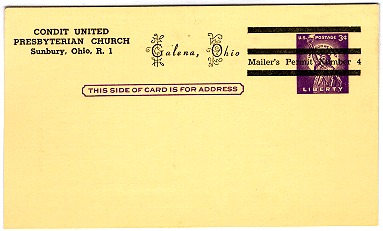 CONDIT UNITED
PRESBYTERIAN CHURCH
Sunbury, Ohio, R. 1
Galena, Ohio
Mailer's Permit Number 4
U.S. POSTAGE
3¢
LIBERTY
THIS SIDE OF CARD IS FOR ADDRESS